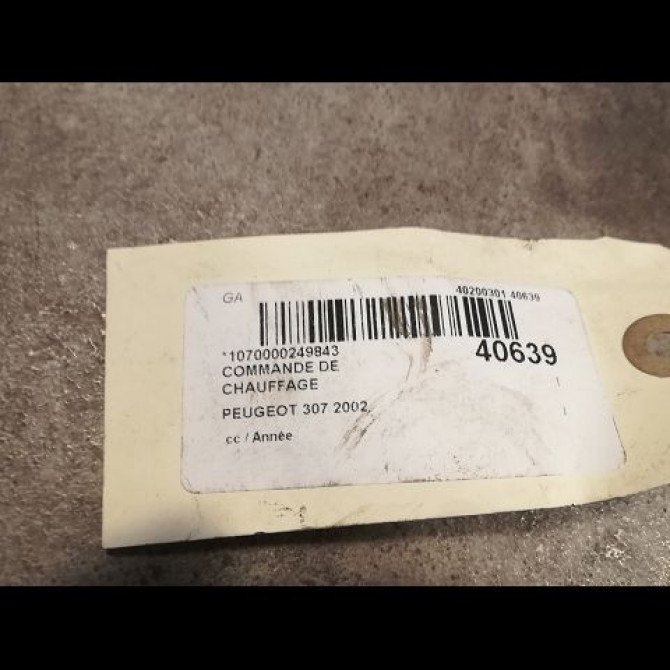 GA
40200301 40639
*1070000249843
40639
COMMANDE DE
CHAUFFAGE
PEUGEOT 307 2002
cc / Année